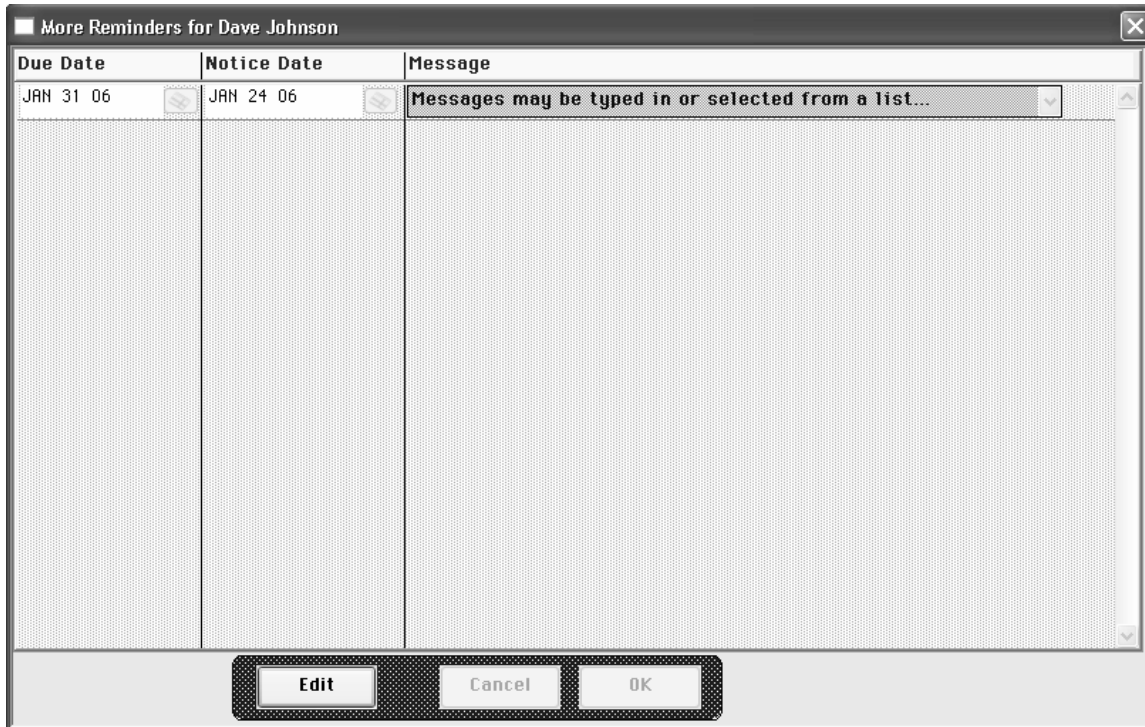 More Reminders for Dave Johnson
Due Date Notice Date Message
JAN 31 06 JAN 24 06 Messages may be typed in or selected from a list...
Edit Cancel OK